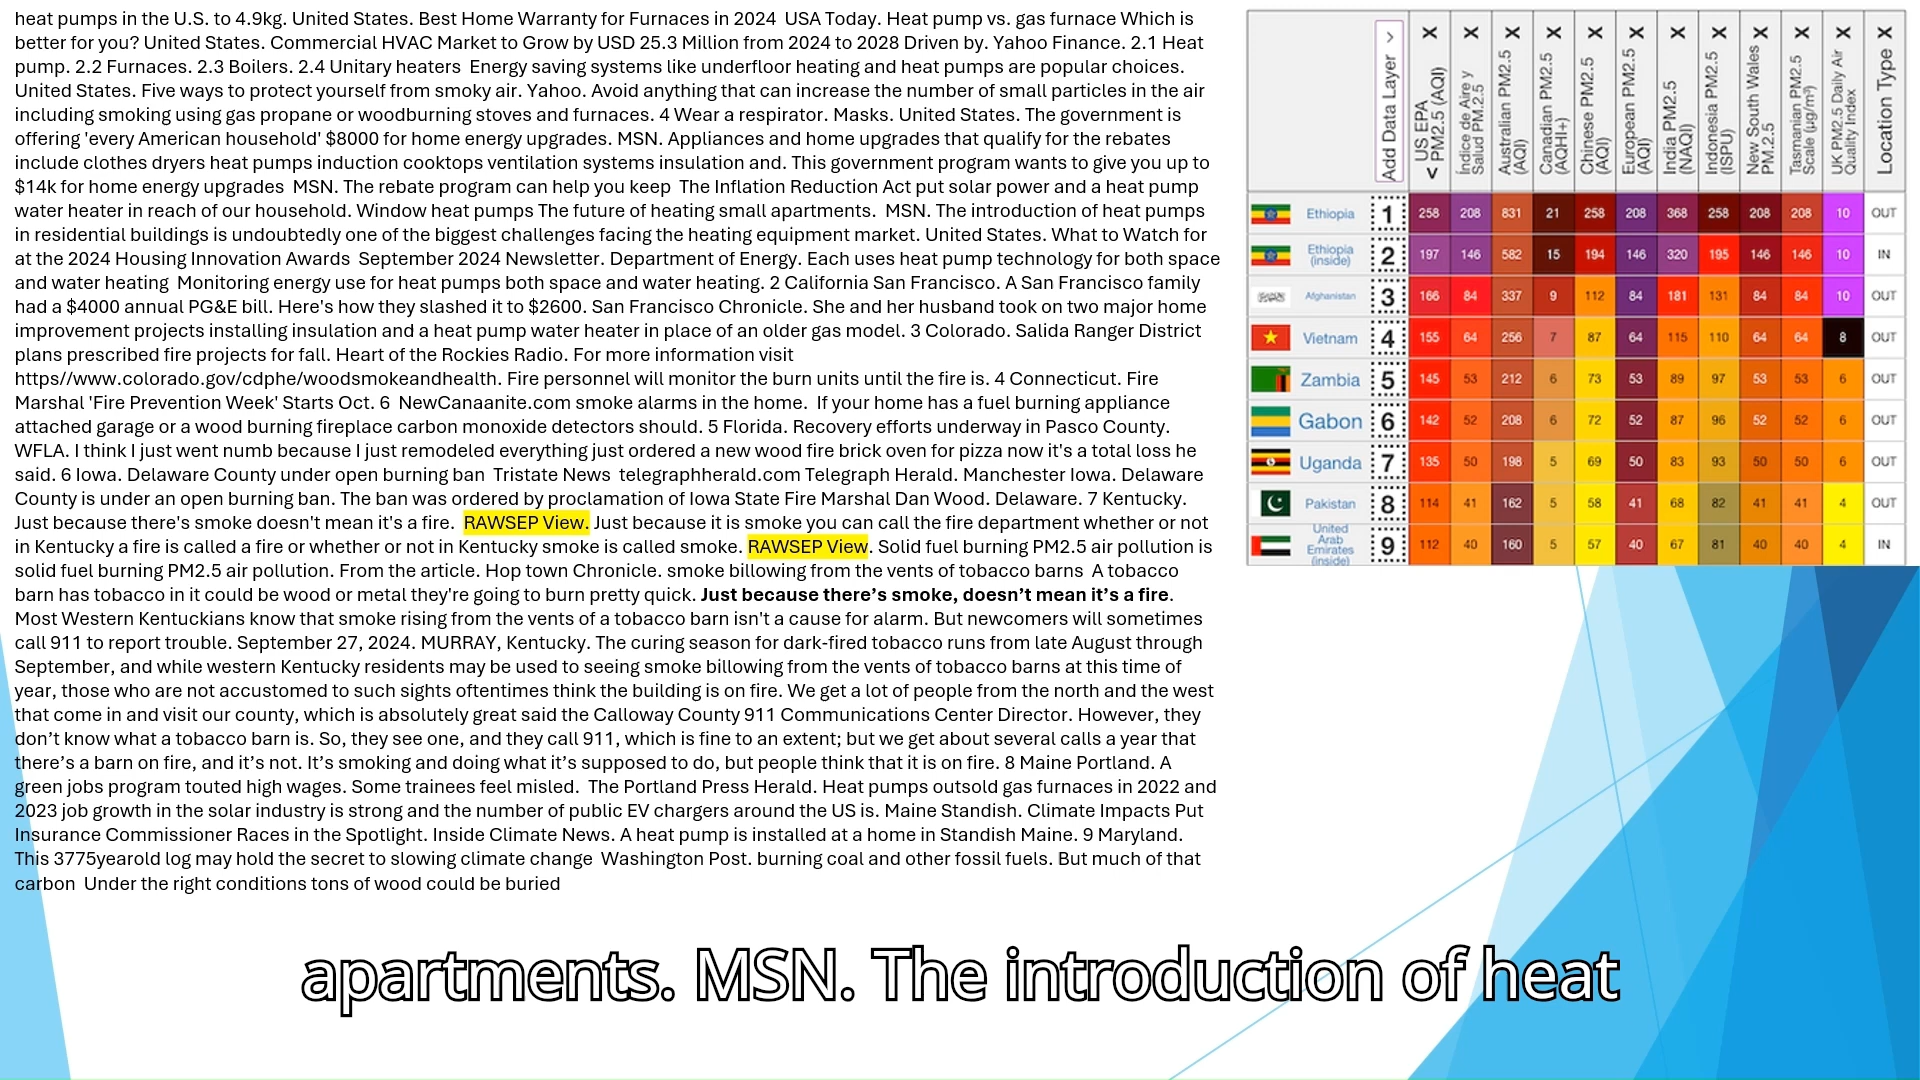 heat pumps in the U.S. to 4.9kg. United States. Best Home Warranty for Furnaces in 2024  USA Today. Heat pump vs. gas furnace Which is
better for you? United States. Commercial HVAC Market to Grow by USD 25.3 Million from 2024 to 2028 Driven by. Yahoo Finance. 2.1 Heat
pump. 2.2 Furnaces. 2.3 Boilers. 2.4 Unitary heaters  Energy saving systems like underfloor heating and heat pumps are popular choices.
United States. Five ways to protect yourself from smoky air. Yahoo. Avoid anything that can increase the number of small particles in the air
including smoking using gas propane or woodburning stoves and furnaces. 4 Wear a respirator. Masks. United States. The government is
offering 'every American household' $8000 for home energy upgrades. MSN. Appliances and home upgrades that qualify for the rebates
include clothes dryers heat pumps induction cooktops ventilation systems insulation and. This government program wants to give you up to
$14k for home energy upgrades  MSN. The rebate program can help you keep  The Inflation Reduction Act put solar power and a heat pump
water heater in reach of our household. Window heat pumps The future of heating small apartments.  MSN. The introduction of heat pumps
in residential buildings is undoubtedly one of the biggest challenges facing the heating equipment market. United States. What to Watch for
at the 2024 Housing Innovation Awards  September 2024 Newsletter. Department of Energy. Each uses heat pump technology for both space
and water heating  Monitoring energy use for heat pumps both space and water heating. 2 California San Francisco. A San Francisco family
had a $4000 annual PG&E bill. Here's how they slashed it to $2600. San Francisco Chronicle. She and her husband took on two major home
improvement projects installing insulation and a heat pump water heater in place of an older gas model. 3 Colorado. Salida Ranger District
plans prescribed fire projects for fall. Heart of the Rockies Radio. For more information visit
https//www.colorado.gov/cdphe/woodsmokeandhealth. Fire personnel will monitor the burn units until the fire is. 4 Connecticut. Fire
Marshal 'Fire Prevention Week' Starts Oct. 6  NewCanaanite.com smoke alarms in the home.  If your home has a fuel burning appliance
attached garage or a wood burning fireplace carbon monoxide detectors should. 5 Florida. Recovery efforts underway in Pasco County.
WFLA. I think I just went numb because I just remodeled everything just ordered a new wood fire brick oven for pizza now it's a total loss he
said. 6 Iowa. Delaware County under open burning ban  Tristate News  telegraphherald.com Telegraph Herald. Manchester Iowa. Delaware
County is under an open burning ban. The ban was ordered by proclamation of Iowa State Fire Marshal Dan Wood. Delaware. 7 Kentucky.
Just because there's smoke doesn't mean it's a fire.  RAWSEP View. Just because it is smoke you can call the fire department whether or not
in Kentucky a fire is called a fire or whether or not in Kentucky smoke is called smoke. RAWSEP View. Solid fuel burning PM2.5 air pollution is
solid fuel burning PM2.5 air pollution. From the article. Hop town Chronicle. smoke billowing from the vents of tobacco barns  A tobacco
barn has tobacco in it could be wood or metal they're going to burn pretty quick. Just because there’s smoke, doesn’t mean it’s a fire.
Most Western Kentuckians know that smoke rising from the vents of a tobacco barn isn't a cause for alarm. But newcomers will sometimes
call 911 to report trouble. September 27, 2024. MURRAY, Kentucky. The curing season for dark-fired tobacco runs from late August through
September, and while western Kentucky residents may be used to seeing smoke billowing from the vents of tobacco barns at this time of
year, those who are not accustomed to such sights oftentimes think the building is on fire. We get a lot of people from the north and the west
that come in and visit our county, which is absolutely great said the Calloway County 911 Communications Center Director. However, they
don’t know what a tobacco barn is. So, they see one, and they call 911, which is fine to an extent; but we get about several calls a year that
there’s a barn on fire, and it’s not. It’s smoking and doing what it’s supposed to do, but people think that it is on fire. 8 Maine Portland. A
green jobs program touted high wages. Some trainees feel misled.  The Portland Press Herald. Heat pumps outsold gas furnaces in 2022 and
2023 job growth in the solar industry is strong and the number of public EV chargers around the US is. Maine Standish. Climate Impacts Put
Insurance Commissioner Races in the Spotlight. Inside Climate News. A heat pump is installed at a home in Standish Maine. 9 Maryland.
This 3775yearold log may hold the secret to slowing climate change  Washington Post. burning coal and other fossil fuels. But much of that
carbon  Under the right conditions tons of wood could be buried
Add Data Layer >
< US EPA PM2.5 (AQI) X
Índice de Aire y Salud PM2.5 X
Australian PM2.5 (AQI) X
Canadian PM2.5 (AQHI+) X
Chinese PM2.5 (AQI) X
European PM2.5 (AQI) X
India PM2.5 (NAQI) X
Indonesia PM2.5 (ISPU) X
New South Wales PM2.5 X
Tasmanian PM2.5 Scale (µg/m³) X
UK PM2.5 Daily Air Quality Index X
Location Type X
Ethiopia 1 258 208 831 21 258 208 368 258 208 208 10 OUT
Ethiopia (inside) 2 197 146 582 15 194 146 320 195 146 146 10 IN
Afghanistan 3 166 84 337 9 112 84 181 131 84 84 10 OUT
Vietnam 4 155 64 256 7 87 64 115 110 64 64 8 OUT
Zambia 5 145 53 212 6 73 53 89 97 53 53 6 OUT
Gabon 6 142 52 208 6 72 52 87 96 52 52 6 OUT
Uganda 7 135 50 198 5 69 50 83 93 50 50 6 OUT
Pakistan 8 114 41 162 5 58 41 68 82 41 41 4 OUT
United Arab Emirates (inside) 9 112 40 160 5 57 40 67 81 40 40 4 IN
apartments. MSN. The introduction of heat